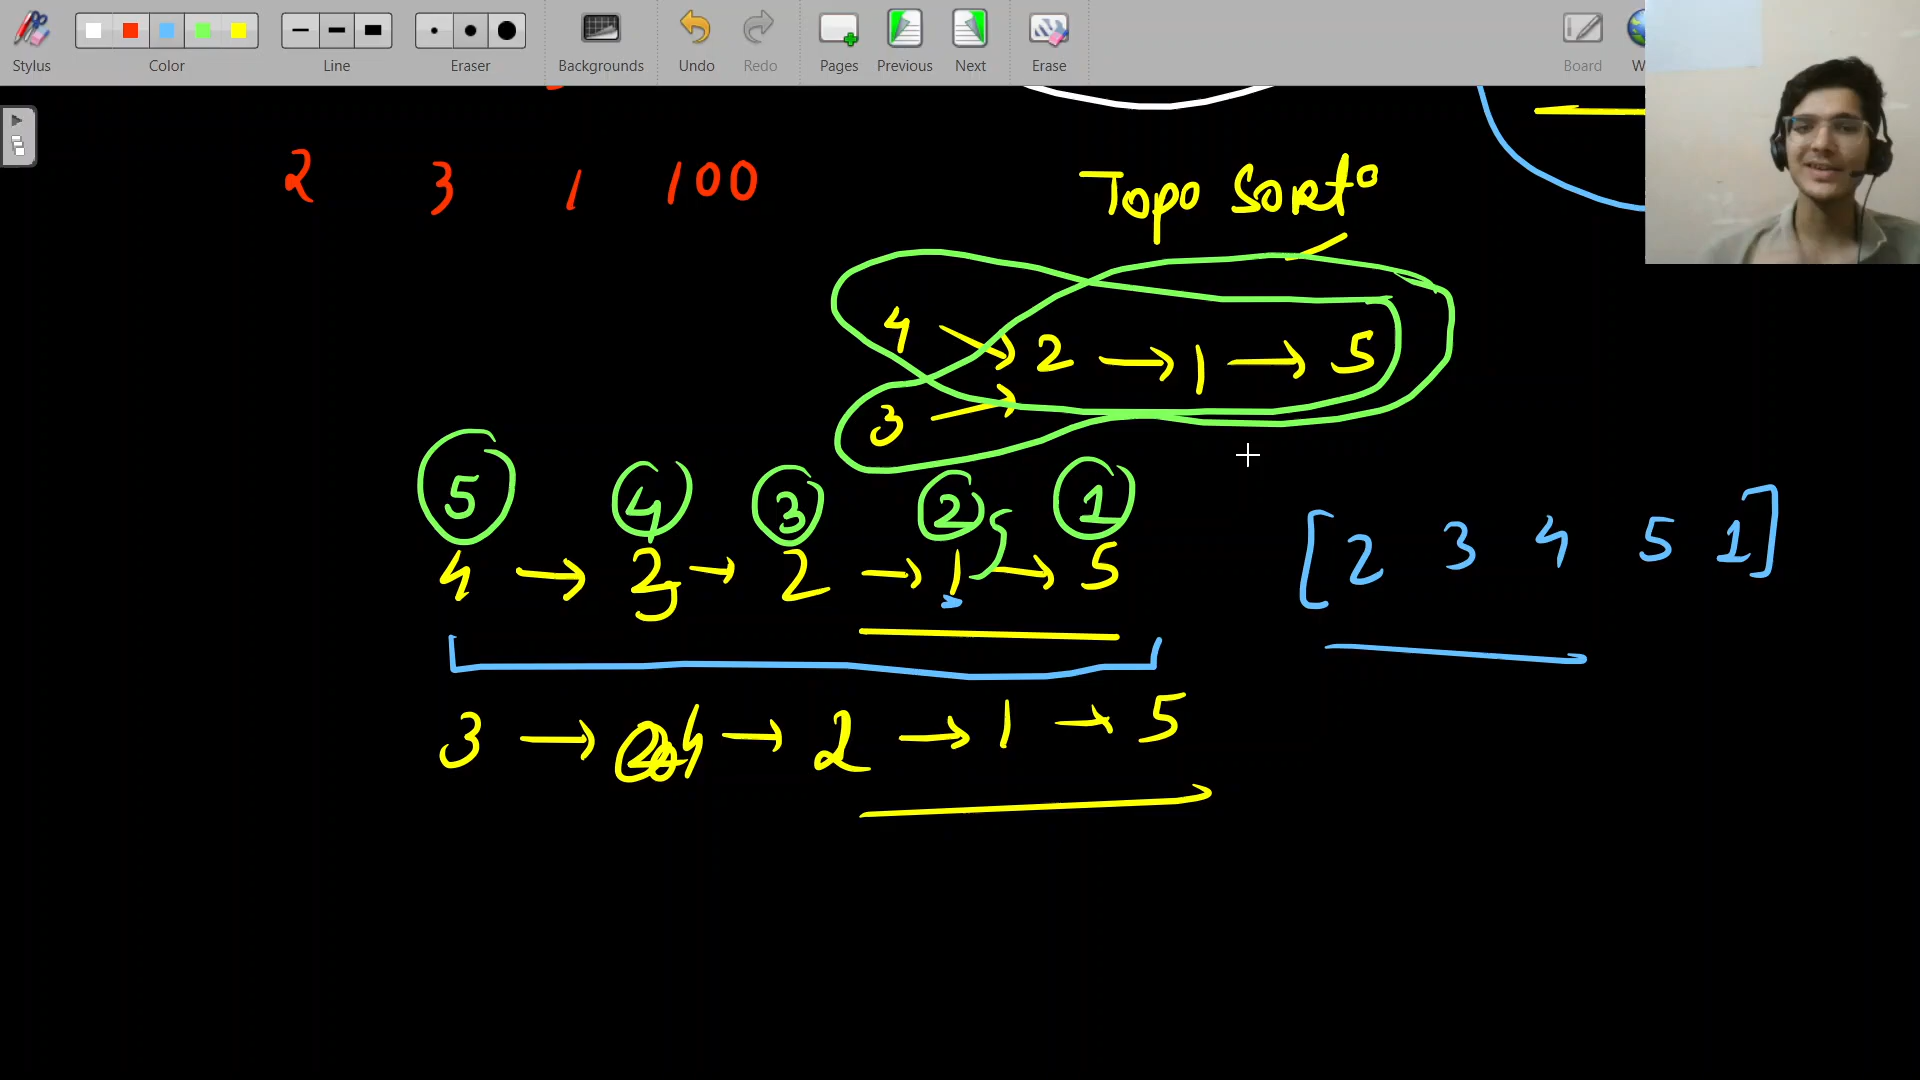 Stylus Color Line Eraser Backgrounds Undo Redo Pages Previous Next Erase Board W
2 3 1 100
Topo Sort
4 → 2 → 1 → 5
3 →
5 4 3 2 1
4 → 3 → 2 → 1 → 5
[2 3 4 5 1]
3 → 4 → 2 → 1 → 5